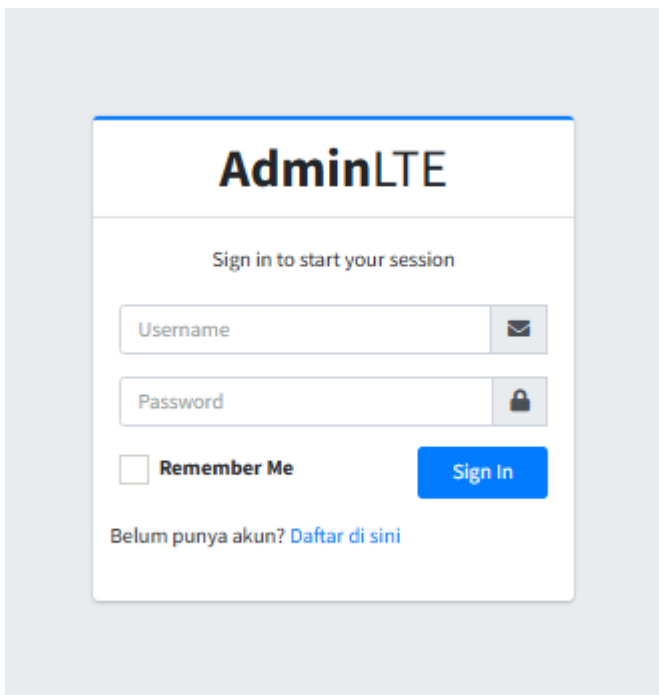 AdminLTE
Sign in to start your session
Username
Password
Remember Me
Sign In
Belum punya akun? Daftar di sini